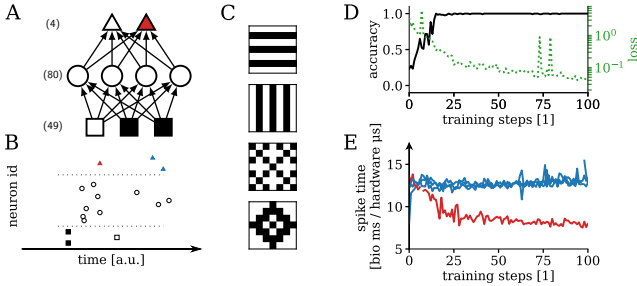 A
(4)
(80)
(49)
B
neuron id
time [a.u.]
C
D
accuracy
1.0
0.5
0.0
10⁰
10⁻¹
loss
0
25
50
75
100
training steps [1]
E
spike time
[bio ms / hardware µs]
15
10
5
0
25
50
75
100
training steps [1]